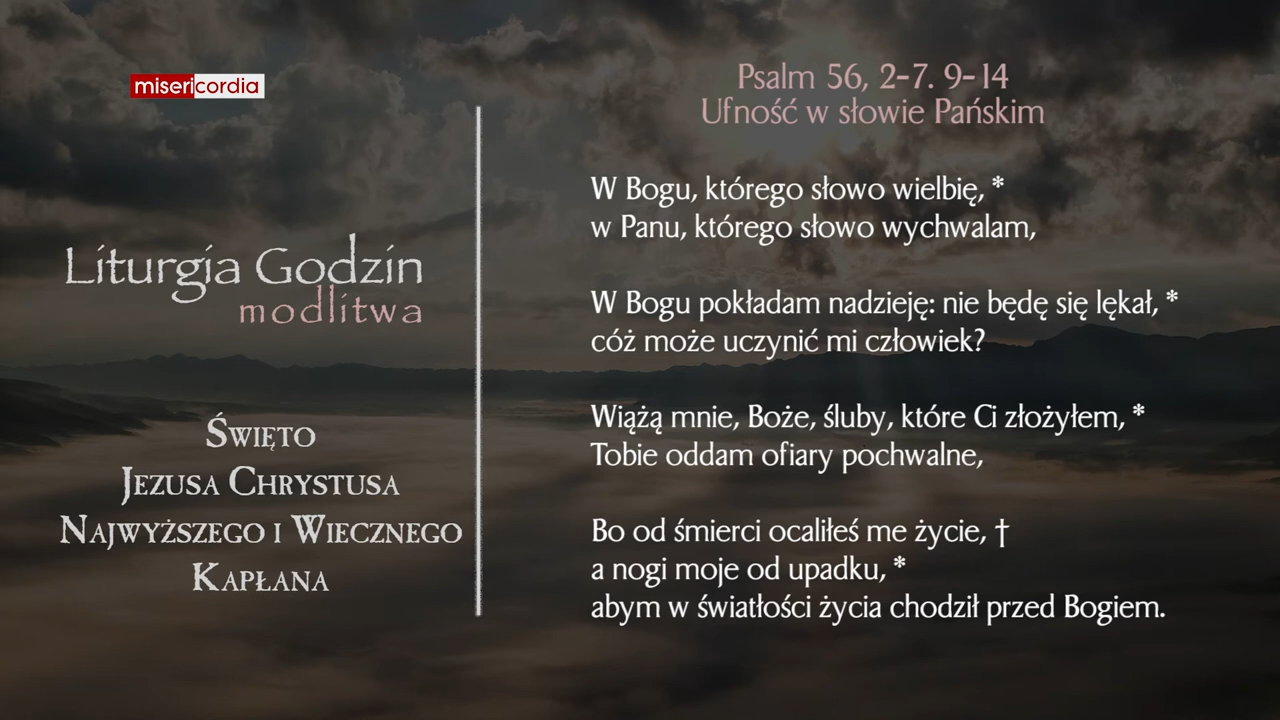 misericordia
Liturgia Godzin
modlitwa
Święto
Jezusa Chrystusa
Najwyższego i Wiecznego
Kapłana
Psalm 56, 2-7. 9-14
Ufność w słowie Pańskim
W Bogu, którego słowo wielbię, *
w Panu, którego słowo wychwalam,
W Bogu pokładam nadzieję: nie będę się lękał, *
cóż może uczynić mi człowiek?
Wiążą mnie, Boże, śluby, które Ci złożyłem, *
Tobie oddam ofiary pochwalne,
Bo od śmierci ocaliłeś me życie, †
a nogi moje od upadku, *
abym w światłości życia chodził przed Bogiem.